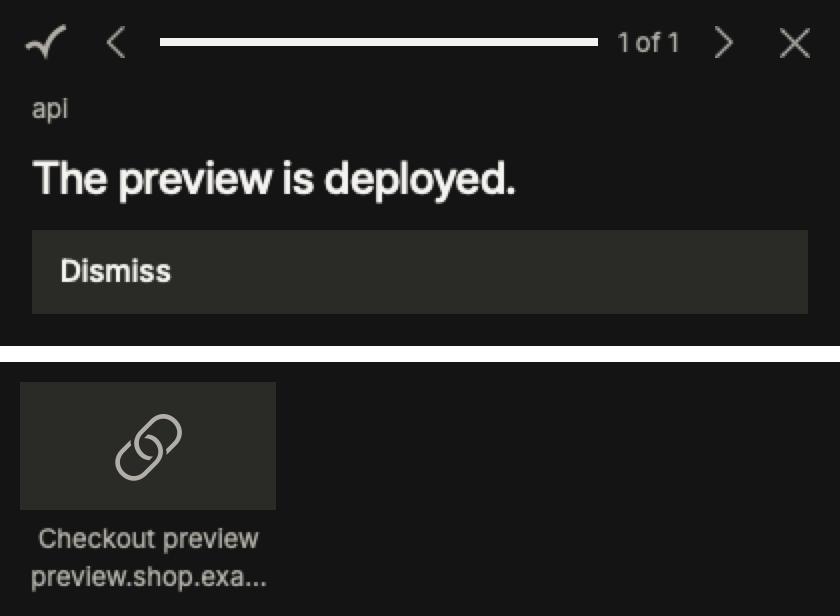 1 of 1
api
The preview is deployed.
Dismiss
Checkout preview
preview.shop.exa...